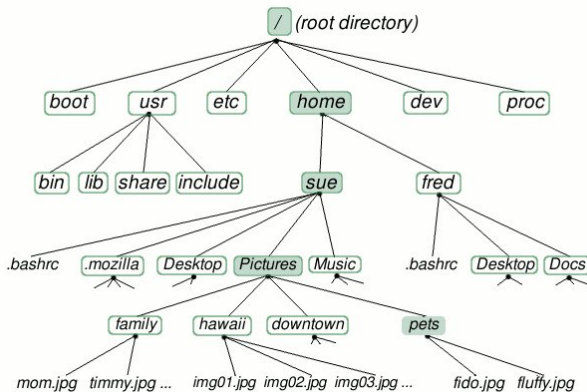 / (root directory)
boot usr etc home dev proc
bin lib share include sue fred
.bashrc .mozilla Desktop Pictures Music .bashrc Desktop Docs
family hawaii downtown pets
mom.jpg timmy.jpg ... img01.jpg img02.jpg img03.jpg ... fido.jpg fluffy.jpg